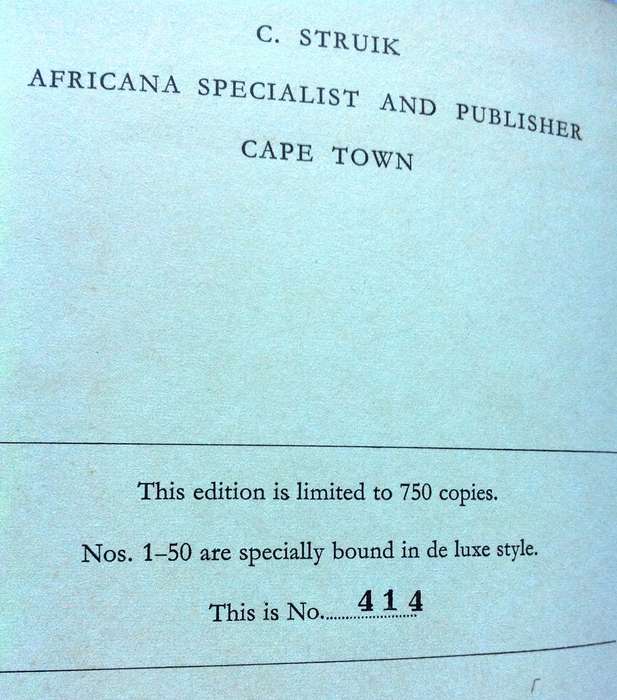 C. STRUIK
AFRICANA SPECIALIST AND PUBLISHER
CAPE TOWN
This edition is limited to 750 copies.
Nos. 1–50 are specially bound in de luxe style.
This is No. 414